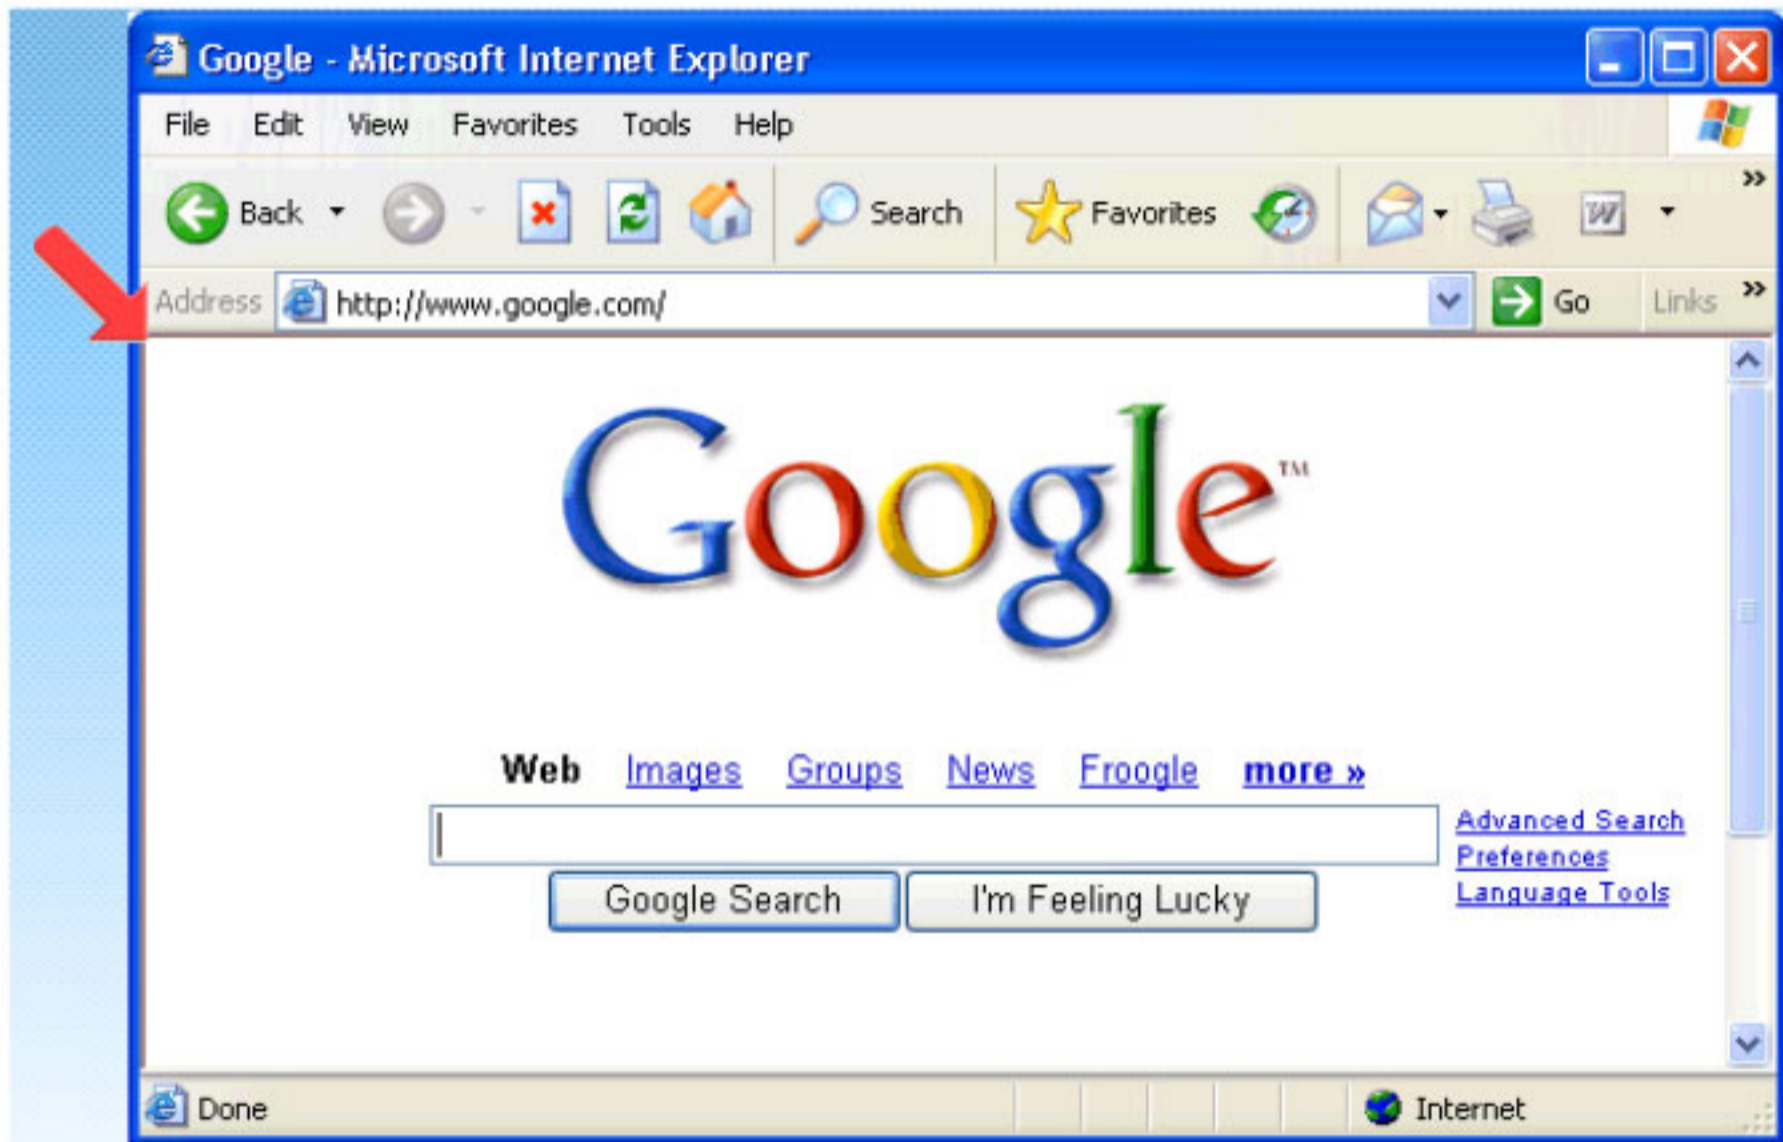 Google - Microsoft Internet Explorer
File Edit View Favorites Tools Help
Back Search Favorites W »
Address http://www.google.com/ Go Links »
Google™
Web Images Groups News Froogle more »
Advanced Search
Preferences
Language Tools
Google Search I'm Feeling Lucky
Done Internet